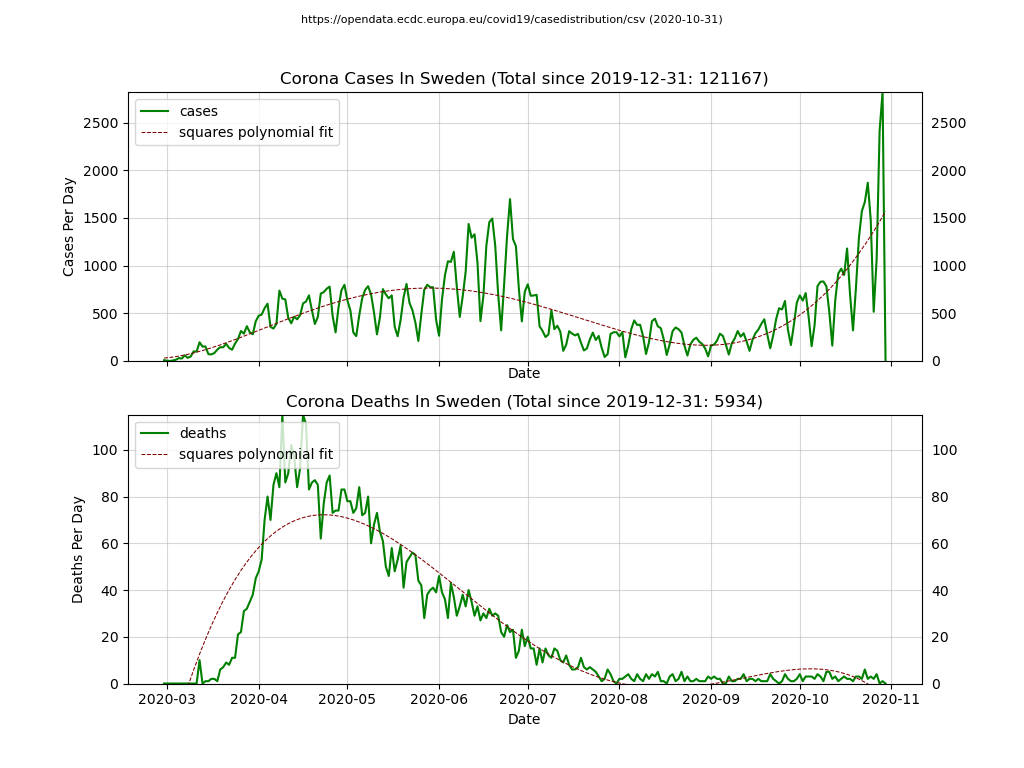 https://opendata.ecdc.europa.eu/covid19/casedistribution/csv (2020-10-31)
Corona Cases In Sweden (Total since 2019-12-31: 121167)
cases
squares polynomial fit
Cases Per Day
2500
2000
1500
1000
500
0
2500
2000
1500
1000
500
0
Date
Corona Deaths In Sweden (Total since 2019-12-31: 5934)
deaths
squares polynomial fit
Deaths Per Day
100
80
60
40
20
0
100
80
60
40
20
0
2020-03 2020-04 2020-05 2020-06 2020-07 2020-08 2020-09 2020-10 2020-11
Date